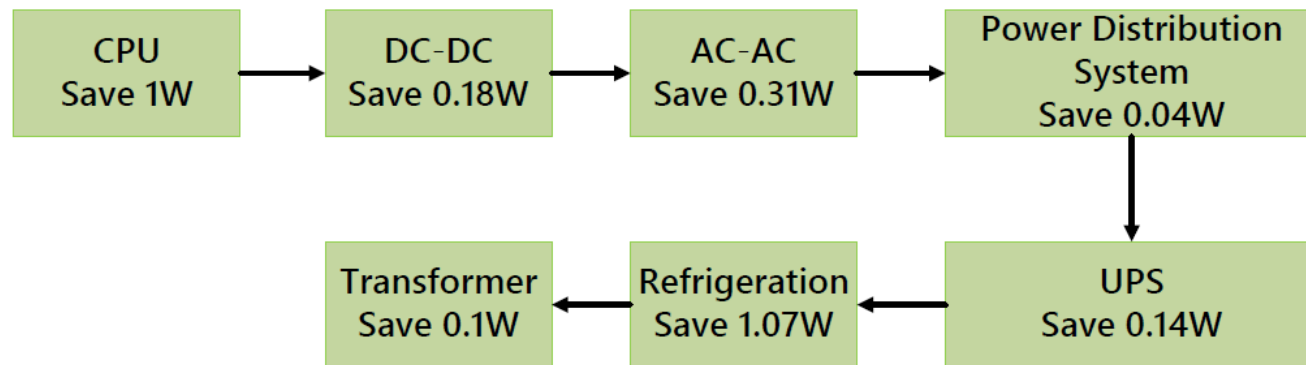 CPU
Save 1W
DC-DC
Save 0.18W
AC-AC
Save 0.31W
Power Distribution
System
Save 0.04W
UPS
Save 0.14W
Refrigeration
Save 1.07W
Transformer
Save 0.1W